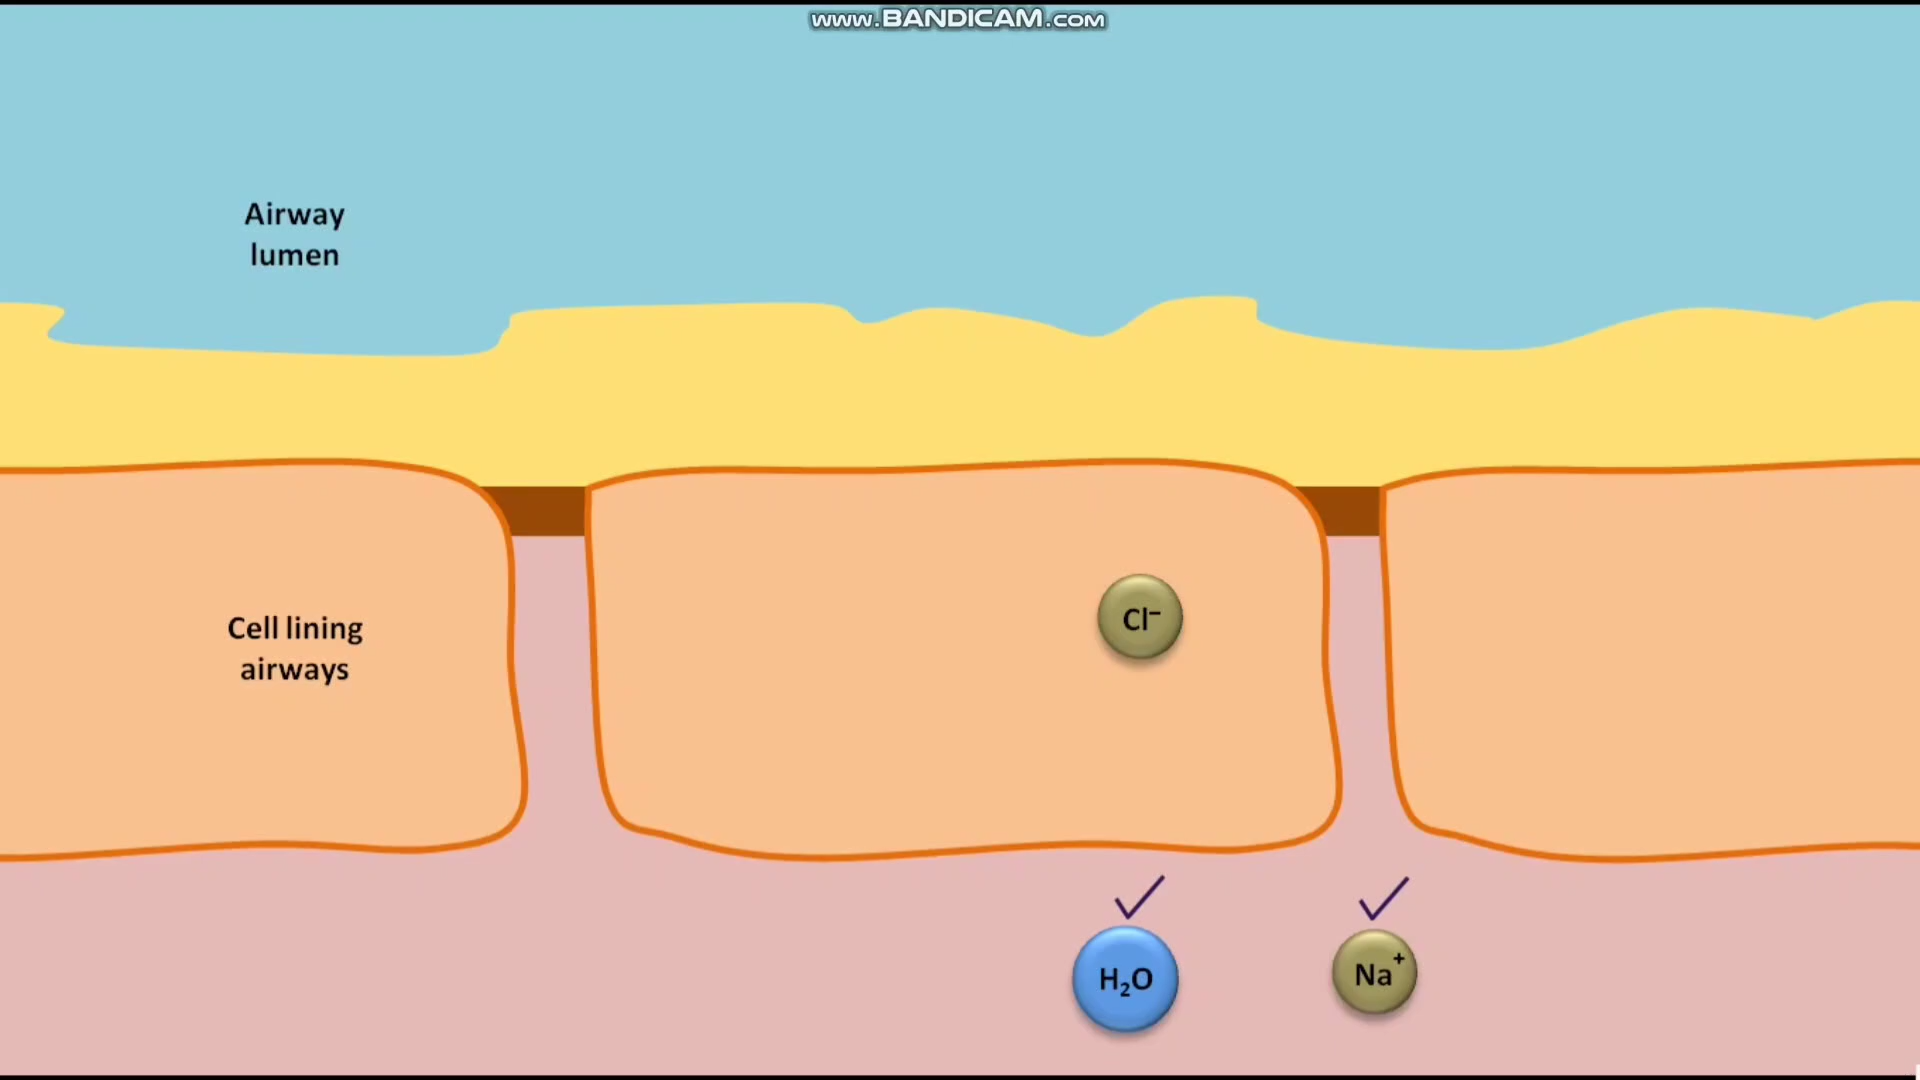 www.BANDICAM.com
Airway
lumen
Cell lining
airways
Cl⁻
H₂O
Na⁺